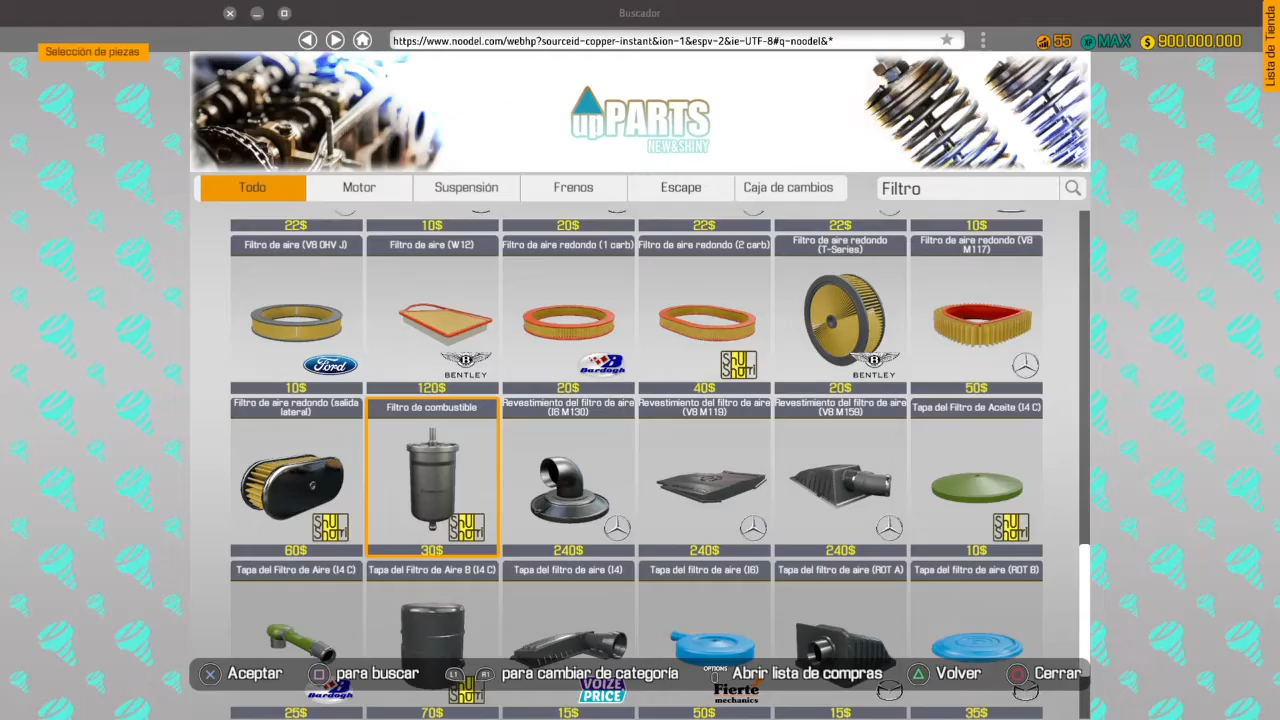 Buscador
Selección de piezas
https://www.noodel.com/webhp?sourceid-copper-instant&ion-1&espv-2&ie-UTF-8#q-noodel&*
55 XP MAX $ 900,000,000
Lista de Tienda
upPARTS
NEW&SHINY
Todo Motor Suspensión Frenos Escape Caja de cambios Filtro
22$ 10$ 20$ 22$ 22$ 10$
Filtro de aire (V8 OHV J) Filtro de aire (W12) Filtro de aire redondo (1 carb) Filtro de aire redondo (2 carb) Filtro de aire redondo (T-Series) Filtro de aire redondo (V8 M117)
Ford BENTLEY Bardogh Shu Shuni BENTLEY
10$ 120$ 20$ 40$ 20$ 50$
Filtro de aire redondo (salida lateral) Filtro de combustible Revestimiento del filtro de aire (I6 M130) Revestimiento del filtro de aire (V8 M119) Revestimiento del filtro de aire (V8 M159) Tapa del Filtro de Aceite (I4 C)
60$ 30$ 240$ 240$ 240$ 10$
Tapa del Filtro de Aire (I4 C) Tapa del Filtro de Aire B (I4 C) Tapa del filtro de aire (I4) Tapa del filtro de aire (I6) Tapa del filtro de aire (ROT A) Tapa del filtro de aire (ROT B)
Aceptar para buscar L1 R1 para cambiar de categoría OPTIONS Abrir lista de compras Volver Cerrar
Bardogh VOIZE PRICE Fierté mechanics
25$ 70$ 15$ 50$ 15$ 35$